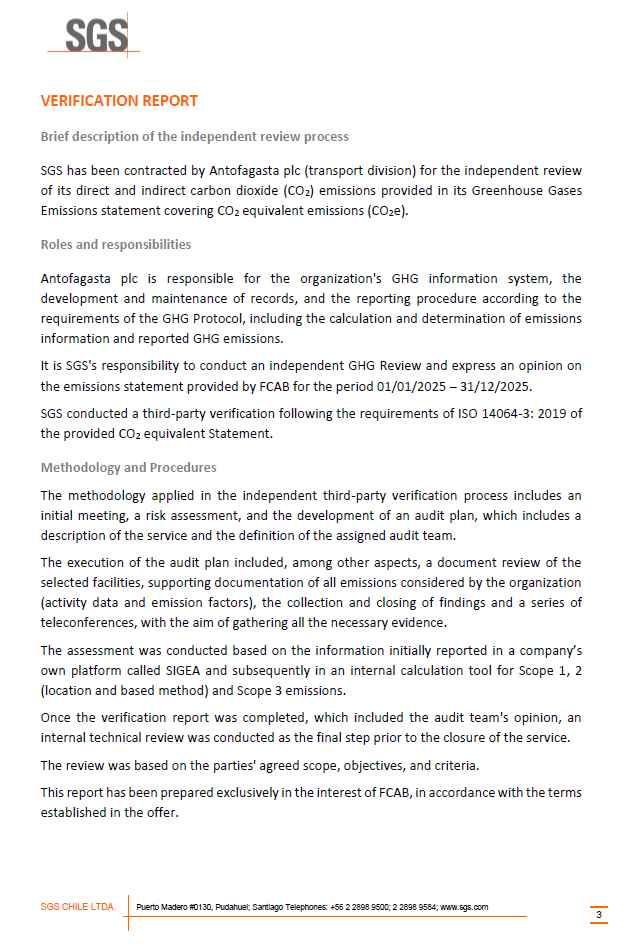 SGS
VERIFICATION REPORT
Brief description of the independent review process
SGS has been contracted by Antofagasta plc (transport division) for the independent review
of its direct and indirect carbon dioxide (CO₂) emissions provided in its Greenhouse Gases
Emissions statement covering CO₂ equivalent emissions (CO₂e).
Roles and responsibilities
Antofagasta plc is responsible for the organization's GHG information system, the
development and maintenance of records, and the reporting procedure according to the
requirements of the GHG Protocol, including the calculation and determination of emissions
information and reported GHG emissions.
It is SGS's responsibility to conduct an independent GHG Review and express an opinion on
the emissions statement provided by FCAB for the period 01/01/2025 – 31/12/2025.
SGS conducted a third-party verification following the requirements of ISO 14064-3: 2019 of
the provided CO₂ equivalent Statement.
Methodology and Procedures
The methodology applied in the independent third-party verification process includes an
initial meeting, a risk assessment, and the development of an audit plan, which includes a
description of the service and the definition of the assigned audit team.
The execution of the audit plan included, among other aspects, a document review of the
selected facilities, supporting documentation of all emissions considered by the organization
(activity data and emission factors), the collection and closing of findings and a series of
teleconferences, with the aim of gathering all the necessary evidence.
The assessment was conducted based on the information initially reported in a company’s
own platform called SIGEA and subsequently in an internal calculation tool for Scope 1, 2
(location and based method) and Scope 3 emissions.
Once the verification report was completed, which included the audit team's opinion, an
internal technical review was conducted as the final step prior to the closure of the service.
The review was based on the parties' agreed scope, objectives, and criteria.
This report has been prepared exclusively in the interest of FCAB, in accordance with the terms
established in the offer.
SGS CHILE LTDA. Puerto Madero #0130, Pudahuel; Santiago Telephones: +56 2 2898 9500; 2 2898 9584; www.sgs.com
3